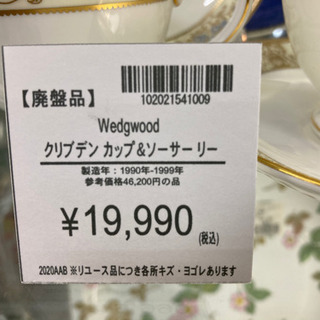 【廃盤品】
102021541009
Wedgwood
クリブデン カップ&ソーサー リー
製造年：1990年-1999年
参考価格46,200円の品
¥19,990(税込)
2020AAB ※リユース品につき各所キズ・ヨゴレあります